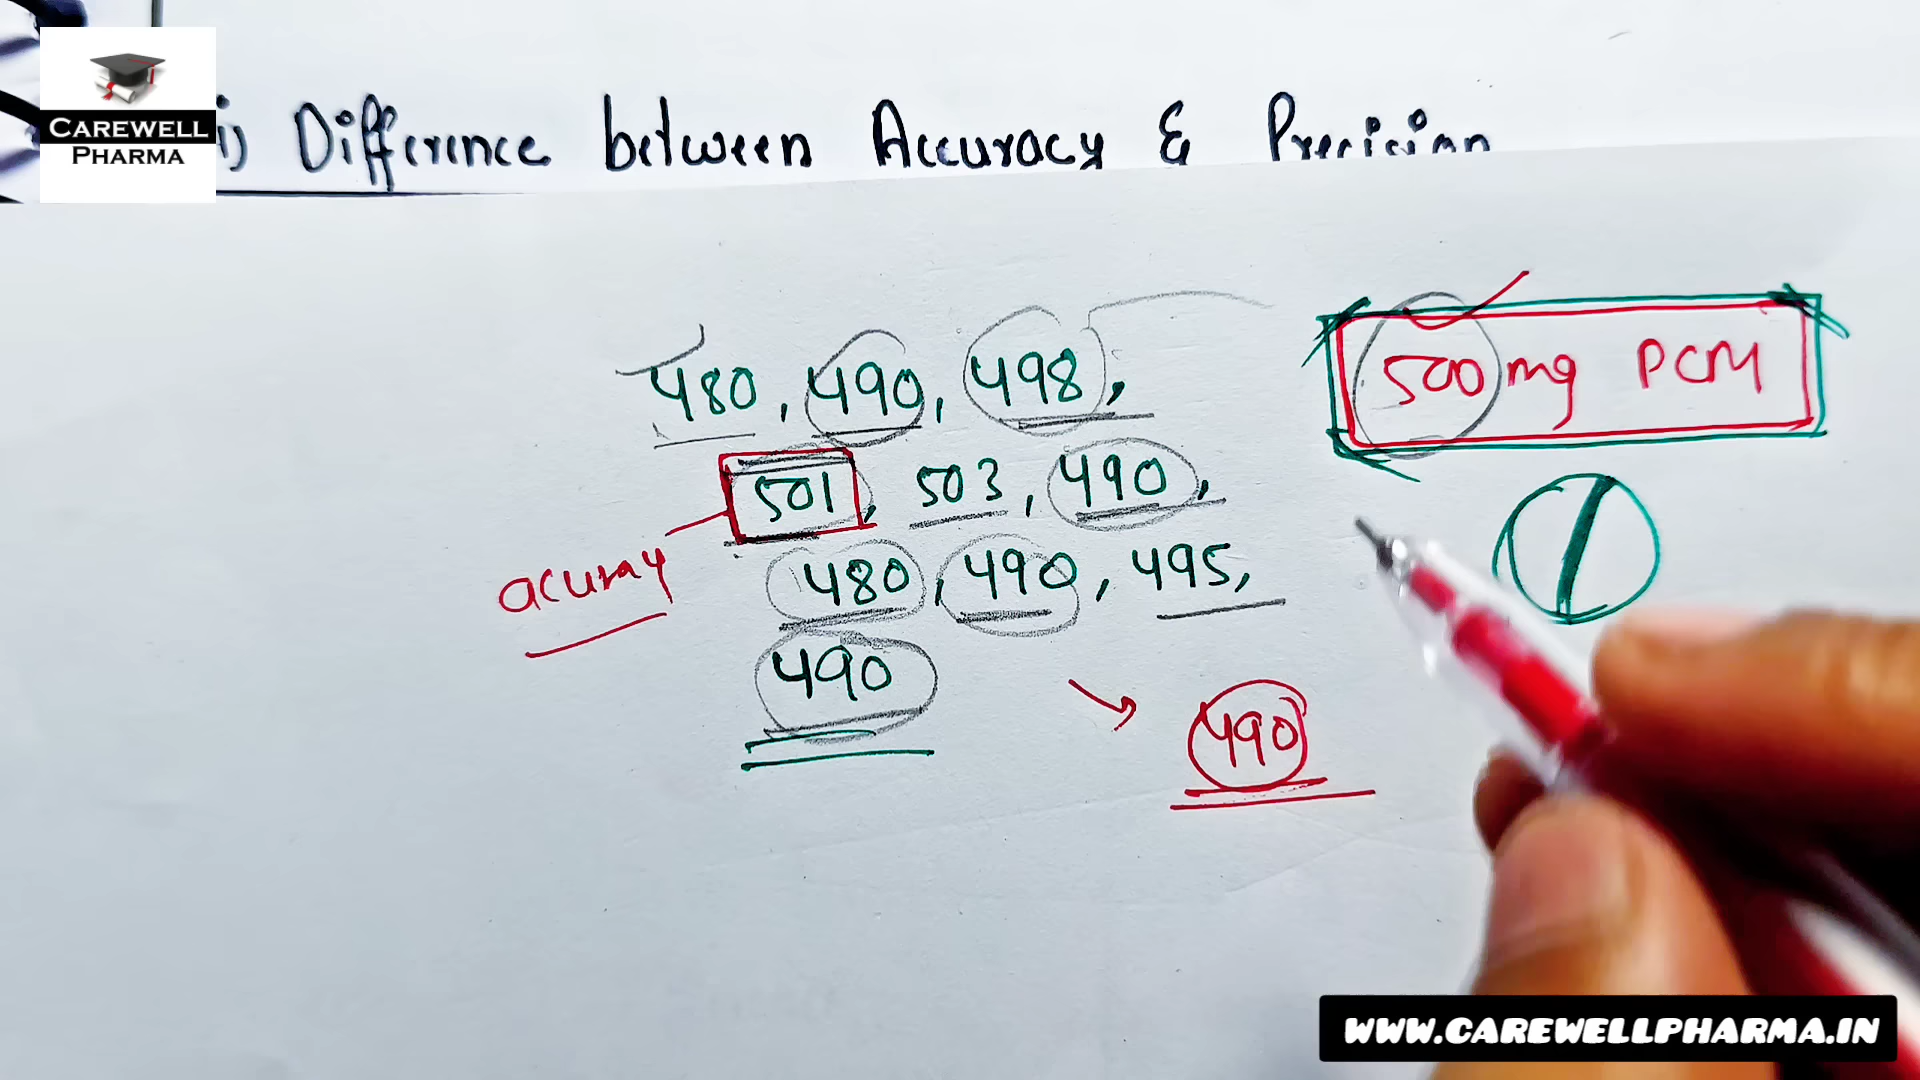 CAREWELL
PHARMA
i) Difference between Accuracy & Precision
480, 490, 498,
501, 503, 490,
480, 490, 495,
490
acuray
490
500 mg PCM
WWW.CAREWELLPHARMA.IN